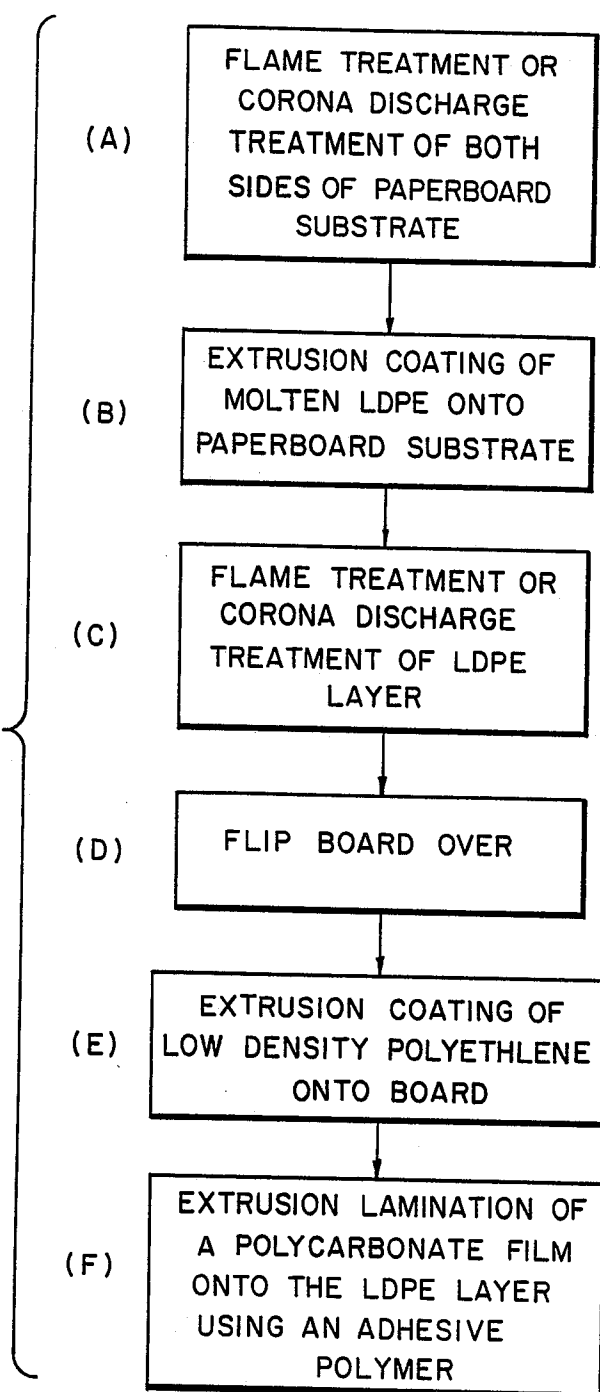 (A)
FLAME TREATMENT OR
CORONA DISCHARGE
TREATMENT OF BOTH
SIDES OF PAPERBOARD
SUBSTRATE
(B)
EXTRUSION COATING OF
MOLTEN LDPE ONTO
PAPERBOARD SUBSTRATE
(C)
FLAME TREATMENT OR
CORONA DISCHARGE
TREATMENT OF LDPE
LAYER
(D)
FLIP BOARD OVER
(E)
EXTRUSION COATING OF
LOW DENSITY POLYETHLENE
ONTO BOARD
(F)
EXTRUSION LAMINATION OF
A POLYCARBONATE FILM
ONTO THE LDPE LAYER
USING AN ADHESIVE
POLYMER